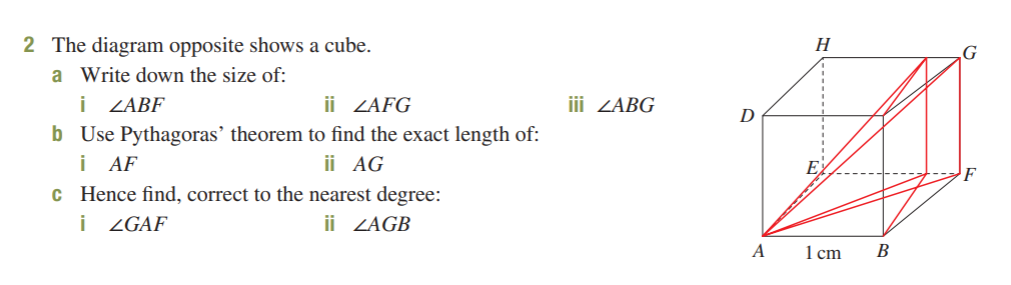 2 The diagram opposite shows a cube.
a Write down the size of:
i ∠ABF ii ∠AFG iii ∠ABG
b Use Pythagoras’ theorem to find the exact length of:
i AF ii AG
c Hence find, correct to the nearest degree:
i ∠GAF ii ∠AGB
H
G
D
E
F
A 1 cm B